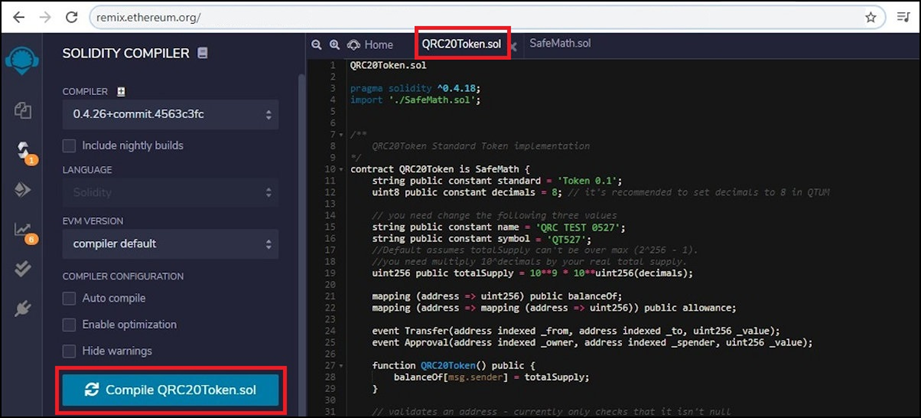 remix.ethereum.org/
SOLIDITY COMPILER
COMPILER
0.4.26+commit.4563c3fc
Include nightly builds
LANGUAGE
Solidity
EVM VERSION
compiler default
COMPILER CONFIGURATION
Auto compile
Enable optimization
Hide warnings
Compile QRC20Token.sol
1
6
Home
QRC20Token.sol
SafeMath.sol
1 QRC20Token.sol
2
3 pragma solidity ^0.4.18;
4 import './SafeMath.sol';
5
6
7 /**
8 QRC20Token Standard Token implementation
9 */
10 contract QRC20Token is SafeMath {
11 string public constant standard = 'Token 0.1';
12 uint8 public constant decimals = 8; // it's recommended to set decimals to 8 in QTUM
13
14 // you need change the following three values
15 string public constant name = 'QRC TEST 0527';
16 string public constant symbol = 'QT527';
17 //Default assumes totalSupply can't be over max (2^256 - 1).
18 //you need multiply 10^decimals by your real total supply.
19 uint256 public totalSupply = 10**9 * 10**uint256(decimals);
20
21 mapping (address => uint256) public balanceOf;
22 mapping (address => mapping (address => uint256)) public allowance;
23
24 event Transfer(address indexed _from, address indexed _to, uint256 _value);
25 event Approval(address indexed _owner, address indexed _spender, uint256 _value);
26
27 function QRC20Token() public {
28 balanceOf[msg.sender] = totalSupply;
29 }
30
31 // validates an address - currently only checks that it isn't null